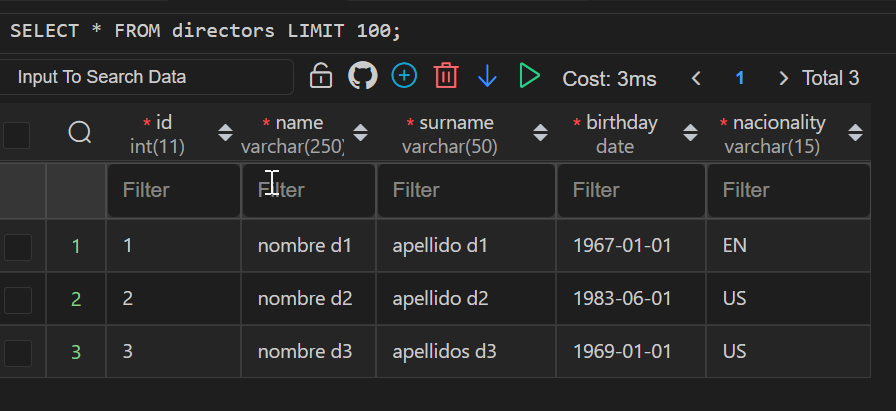 SELECT * FROM directors LIMIT 100;
Input To Search Data Cost: 3ms 1 Total 3
* id * name * surname * birthday * nacionality
int(11) varchar(250) varchar(50) date varchar(15)
Filter Filter Filter Filter Filter
1 1 nombre d1 apellido d1 1967-01-01 EN
2 2 nombre d2 apellido d2 1983-06-01 US
3 3 nombre d3 apellidos d3 1969-01-01 US